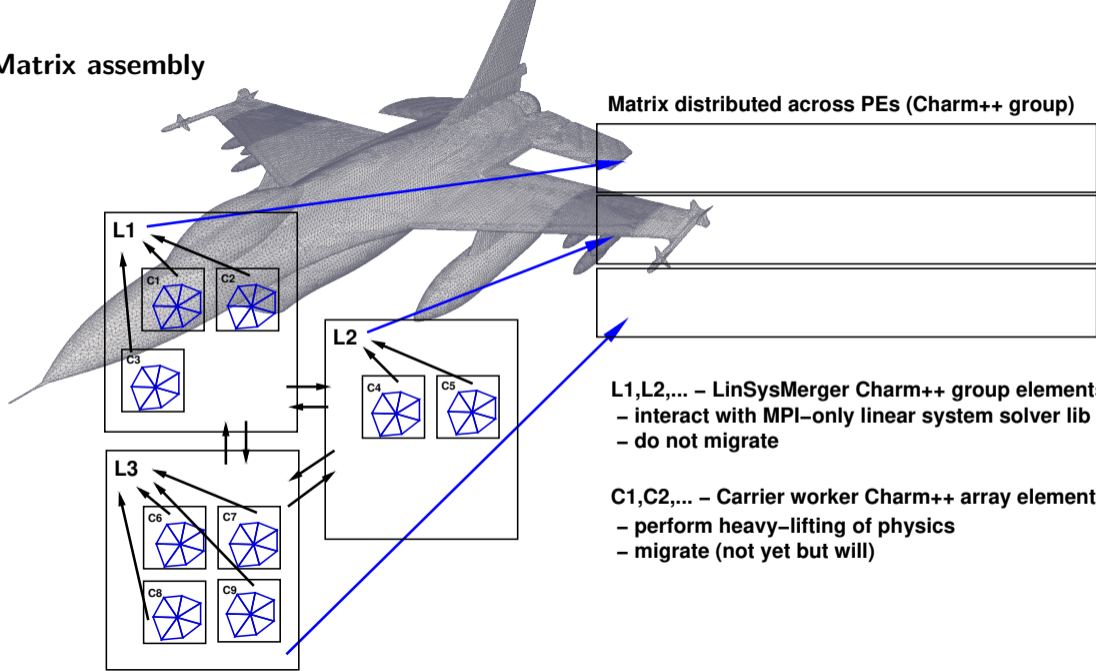 Matrix assembly
Matrix distributed across PEs (Charm++ group)
L1
C1
C2
C3
L2
C4
C5
L3
C6
C7
C8
C9
L1,L2,... – LinSysMerger Charm++ group elements
– interact with MPI–only linear system solver lib
– do not migrate
C1,C2,... – Carrier worker Charm++ array element
– perform heavy–lifting of physics
– migrate (not yet but will)